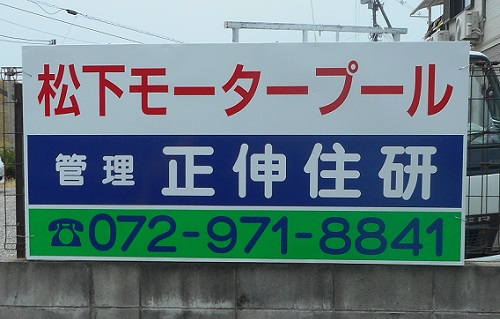 松下モータープール
管理 正伸住研
☎072-971-8841